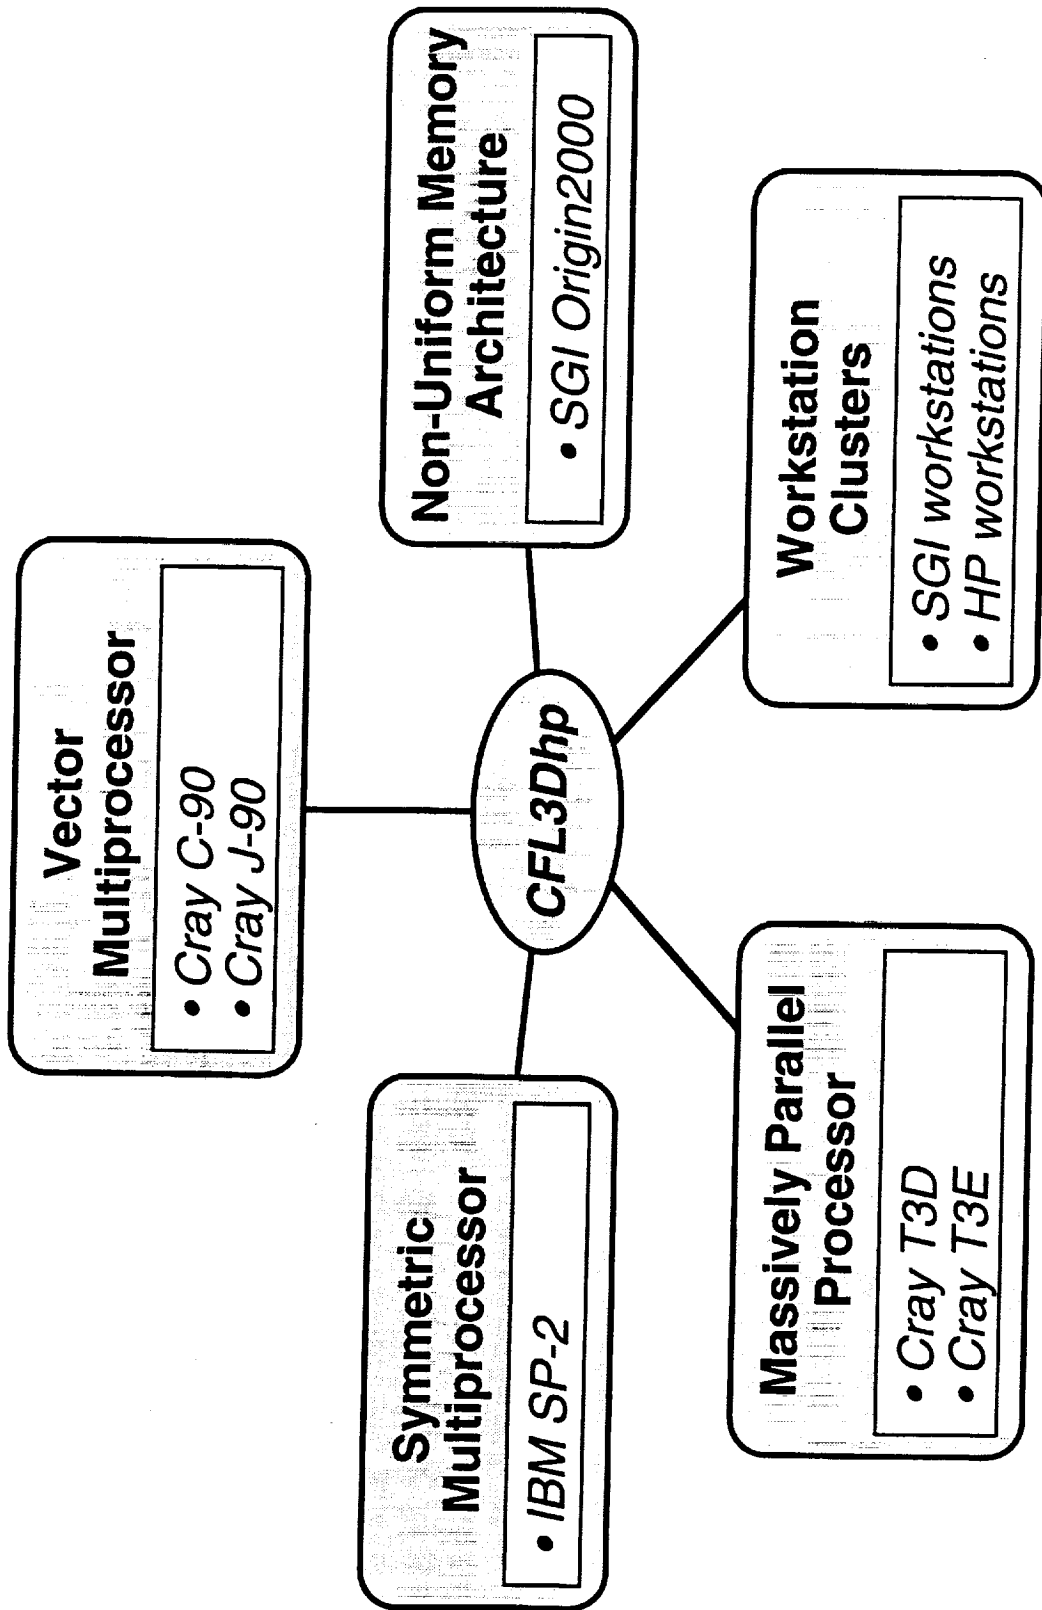 Vector
Multiprocessor
• Cray C-90
• Cray J-90
Symmetric
Multiprocessor
• IBM SP-2
Non-Uniform Memory
Architecture
• SGI Origin2000
CFL3Dhp
Massively Parallel
Processor
• Cray T3D
• Cray T3E
Workstation
Clusters
• SGI workstations
• HP workstations